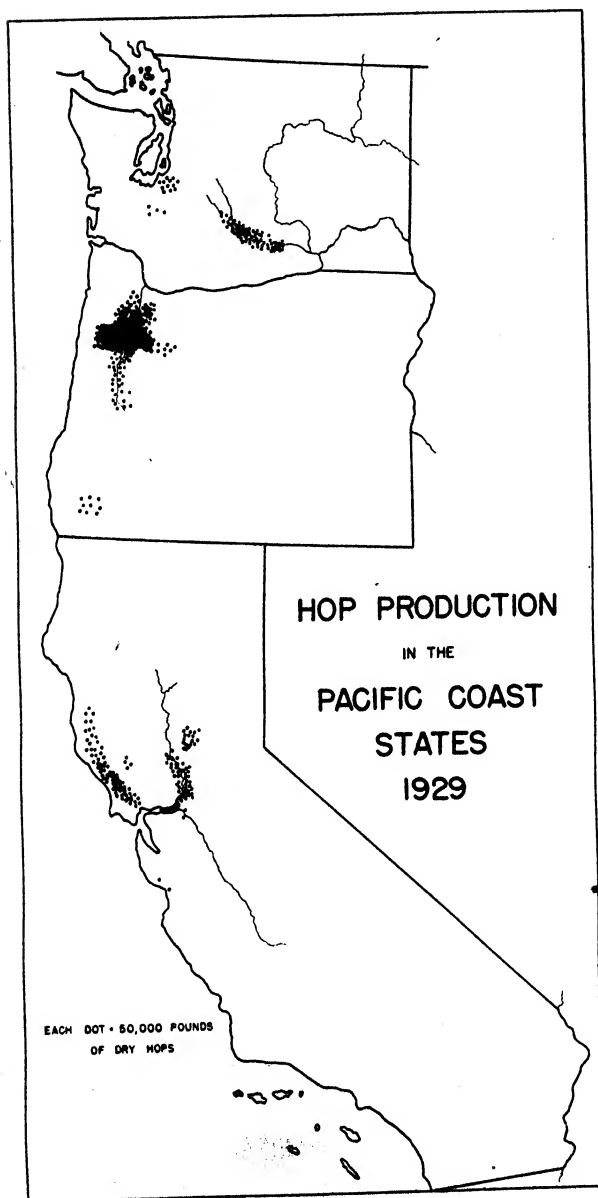 HOP PRODUCTION
IN THE
PACIFIC COAST
STATES
1929
EACH DOT = 50,000 POUNDS
OF DRY HOPS